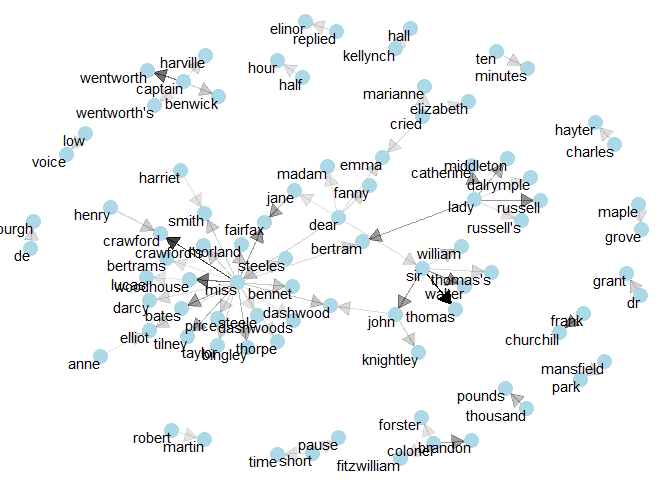 elinor
replied
hall
kellynch
harville
wentworth
captain
hour
half
ten
minutes
marianne
elizabeth
wentworth's
benwick
cried
hayter
charles
low
voice
emma
madam
catherine
middleton
dalrymple
harriet
jane
fanny
lady
russell
henry
smith
fairfax
dear
russell's
maple
burgh
de
crawford
bertram
grove
crawford's
morland
william
bertrams
steeles
sir
thomas's
lucas
woodhouse
miss
grant
dr
darcy
bennet
walter
bates
price
steele
dashwood
john
thomas
frank
elliot
tilney
dashwoods
churchill
anne
taylor
bingley
thorpe
knightley
mansfield
park
pounds
thousand
robert
martin
forster
pause
colonel
brandon
time
short
fitzwilliam